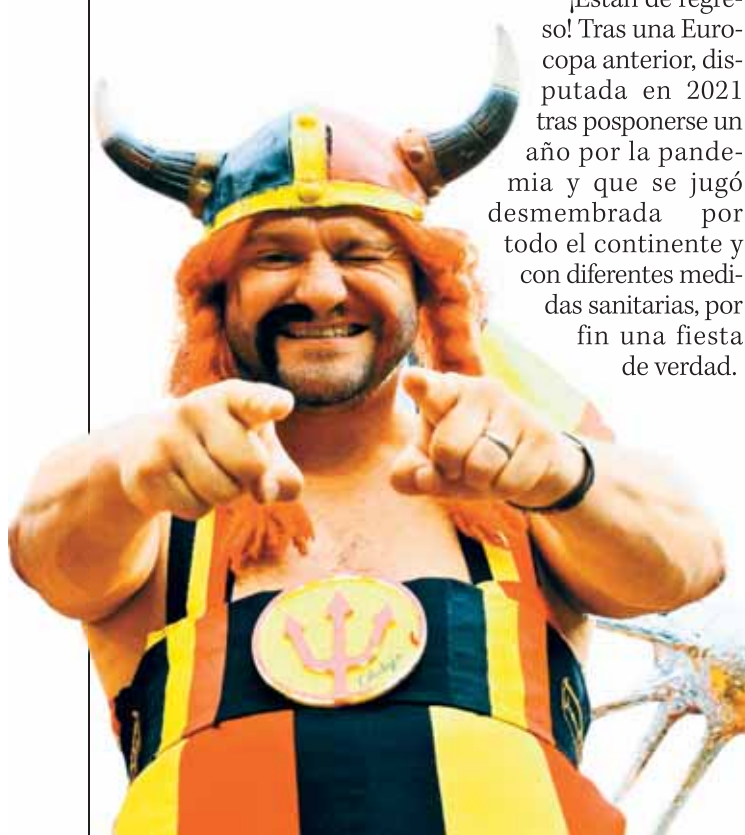 ¡Están de regre-
so! Tras una Euro-
copa anterior, dis-
putada en 2021
tras posponerse un
año por la pande-
mia y que se jugó
desmembrada por
todo el continente y
con diferentes medi-
das sanitarias, por
fin una fiesta
de verdad.